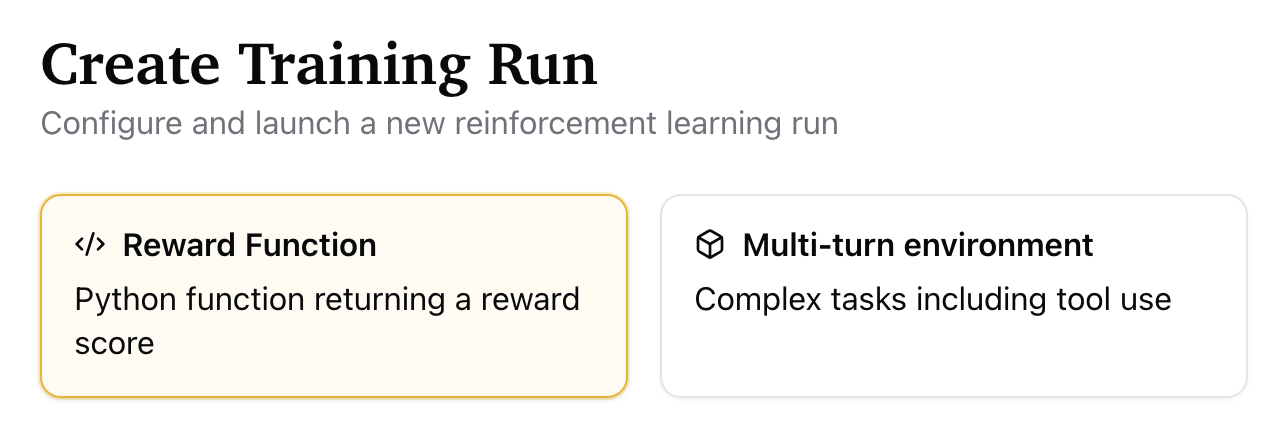 Create Training Run
Configure and launch a new reinforcement learning run
Reward Function
Python function returning a reward
score
Multi-turn environment
Complex tasks including tool use